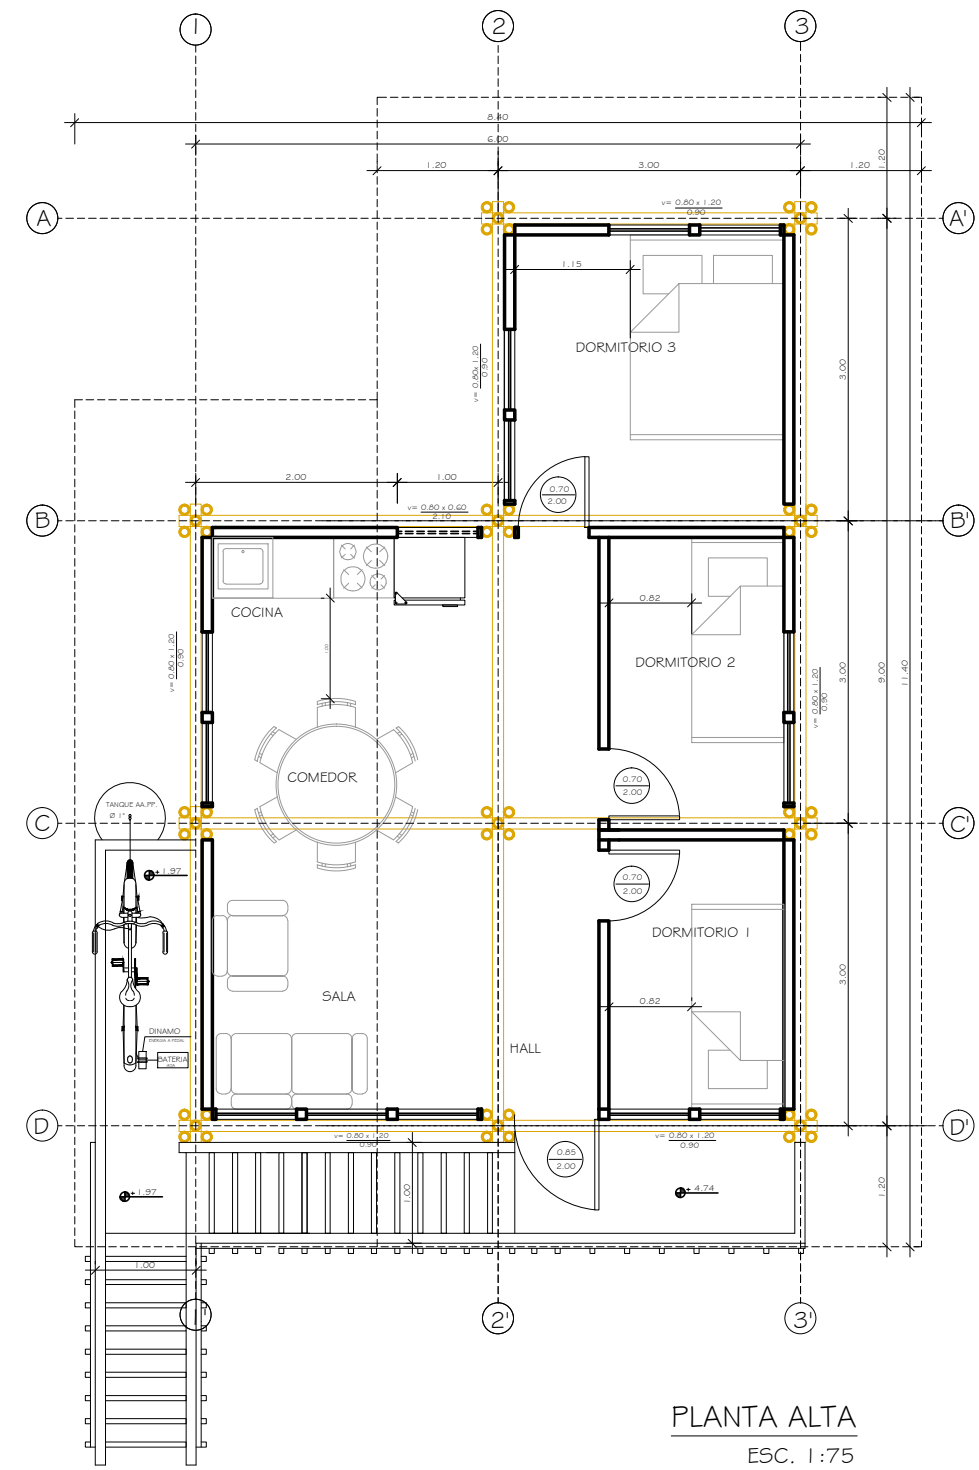 1 2 3
8.40
6.00
1.20 3.00 1.20
1.20
v= 0.80 x 1.20
0.90
A A'
1.15
DORMITORIO 3
v= 0.80x 1.20
0.90
3.00
2.00 1.00
0.70
2.00
v= 0.80 x 0.60
2.10
B B'
COCINA
0.82
1.00
DORMITORIO 2
v= 0.80 x 1.20
0.90
v= 0.80 x 1.20
0.90
3.00
9.00
11.40
COMEDOR
0.70
2.00
TANQUE AA.PP.
Ø 1"
C C'
+ 1.97
0.70
2.00
DORMITORIO 1
3.00
SALA
0.82
DINAMO
ENERGIA A PEDAL
BATERIA
HALL
D D'
v= 0.80 x 1.20
0.90
v= 0.80 x 1.20
0.90
0.85
2.00
+ 1.97
1.00
+ 4.74
1.20
1.00
2' 3'
PLANTA ALTA
ESC. 1:75